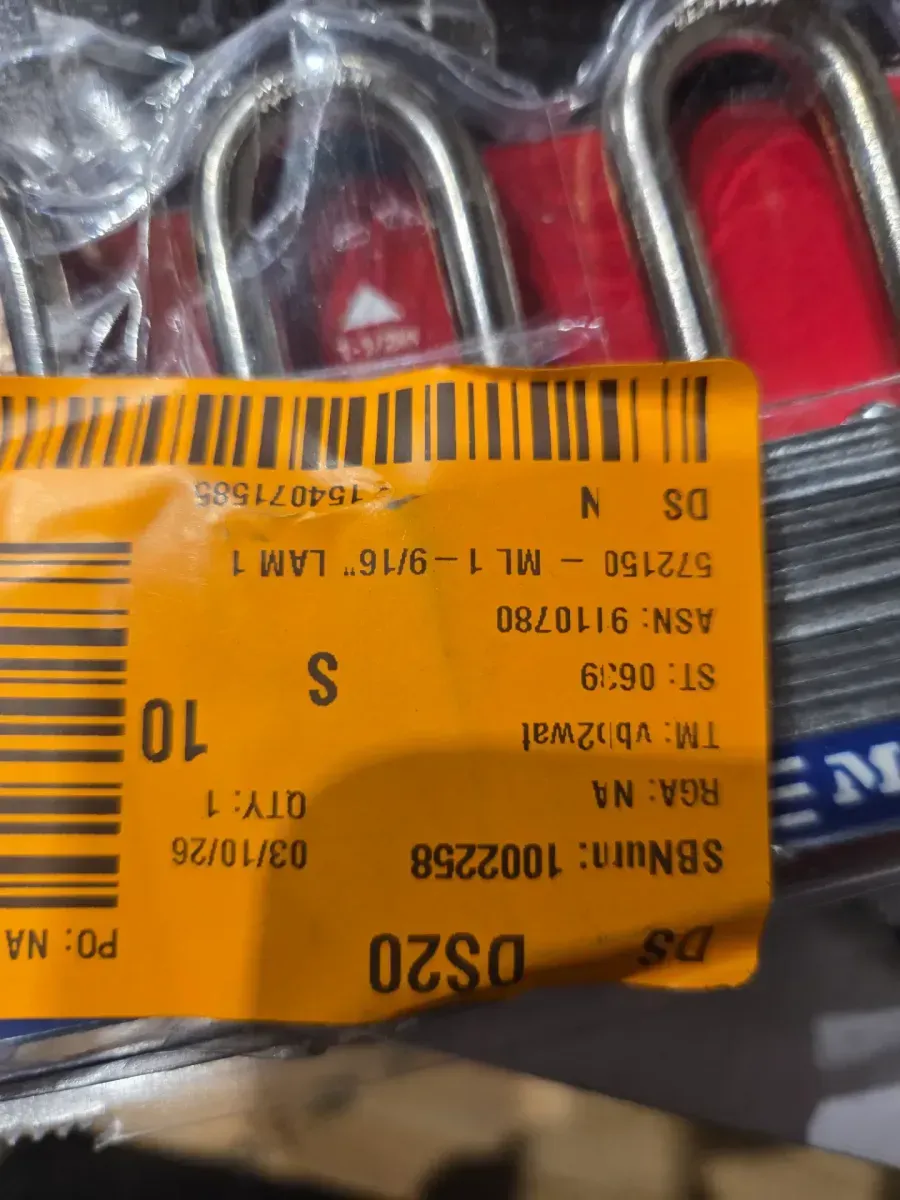 DS DS20
PO: NA
SBNum: 1002258 03/10/26
RGA: NA QTY: 1
TM: 10
ST: 0639 S
ASN: 9110780
572150 - ML 1-9/16" LAM 1
DS N 154071585